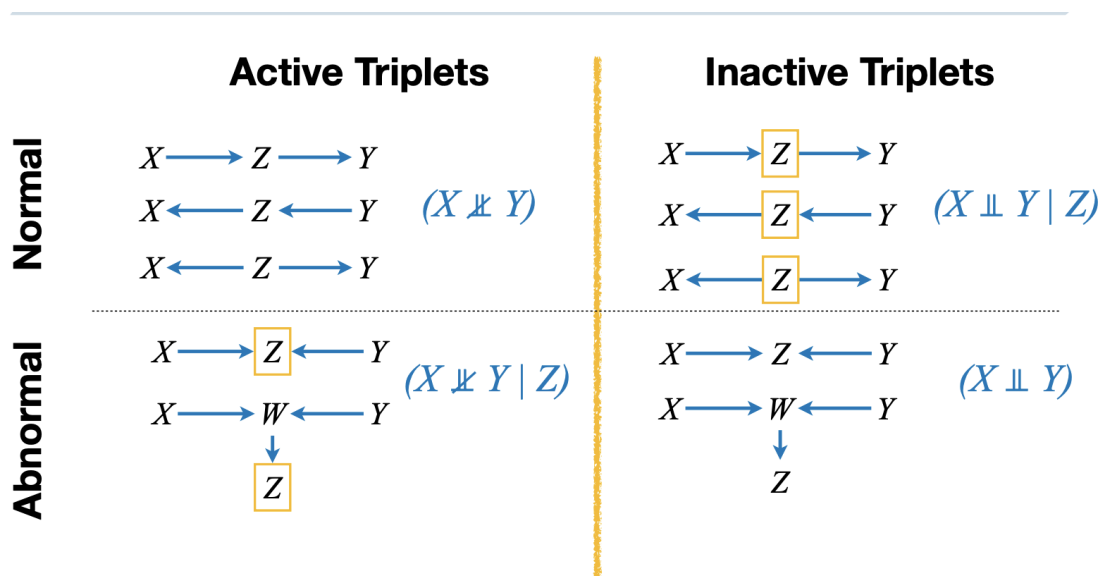 Active Triplets
Inactive Triplets
Normal
X → Z → Y
X ← Z ← Y
X ← Z → Y
(X ⫫̸ Y)
X → Z → Y
X ← Z ← Y
X ← Z → Y
(X ⫫ Y | Z)
Abnormal
X → Z ← Y
X → W ← Y
↓
Z
(X ⫫̸ Y | Z)
X → Z ← Y
X → W ← Y
↓
Z
(X ⫫ Y)